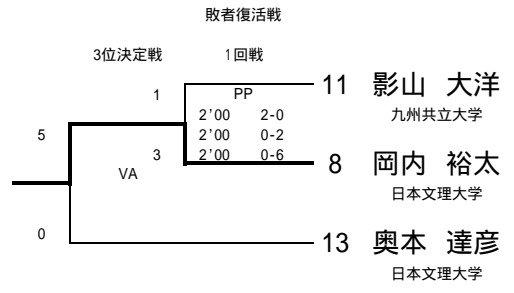 敗者復活戦
3位決定戦 1回戦
1 PP 11 影山 大洋
2'00 2-0 九州共立大学
2'00 0-2
5
3 2'00 0-6 8 岡内 裕太
VA
日本文理大学
0 13 奥本 達彦
日本文理大学